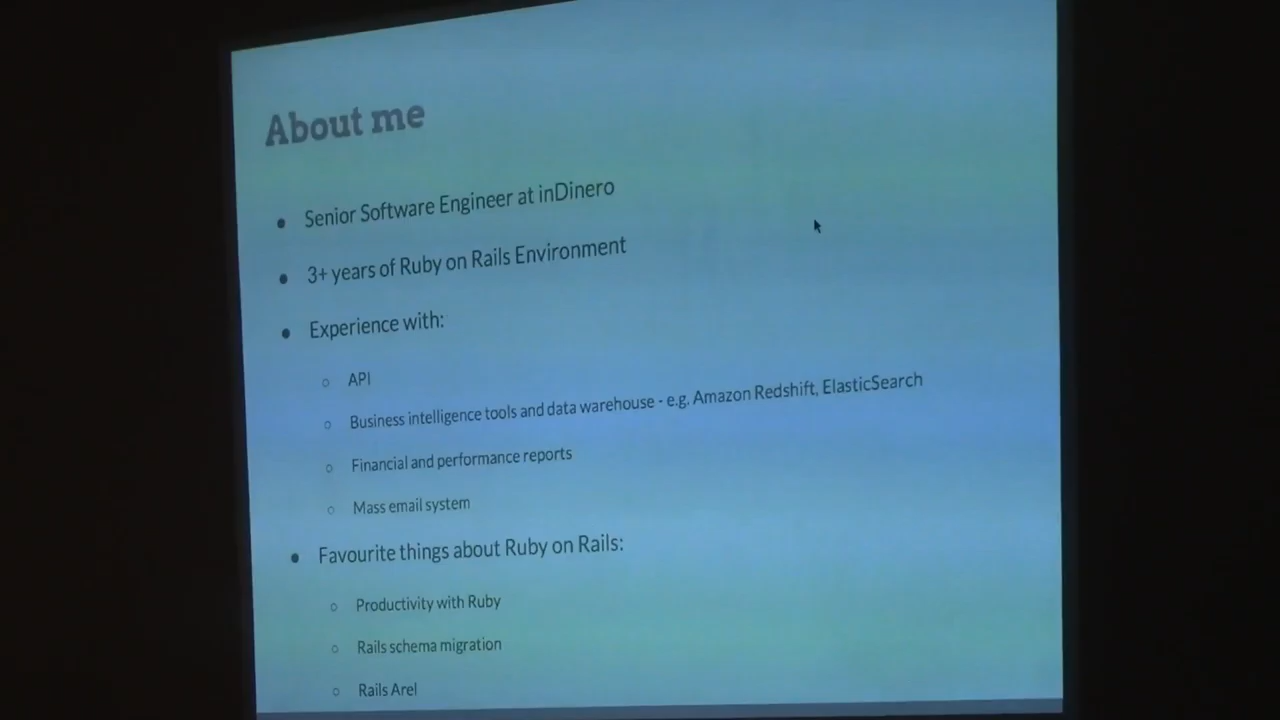 About me
● Senior Software Engineer at inDinero
● 3+ years of Ruby on Rails Environment
● Experience with:
○ API
○ Business intelligence tools and data warehouse - e.g. Amazon Redshift, ElasticSearch
○ Financial and performance reports
○ Mass email system
● Favourite things about Ruby on Rails:
○ Productivity with Ruby
○ Rails schema migration
○ Rails Arel